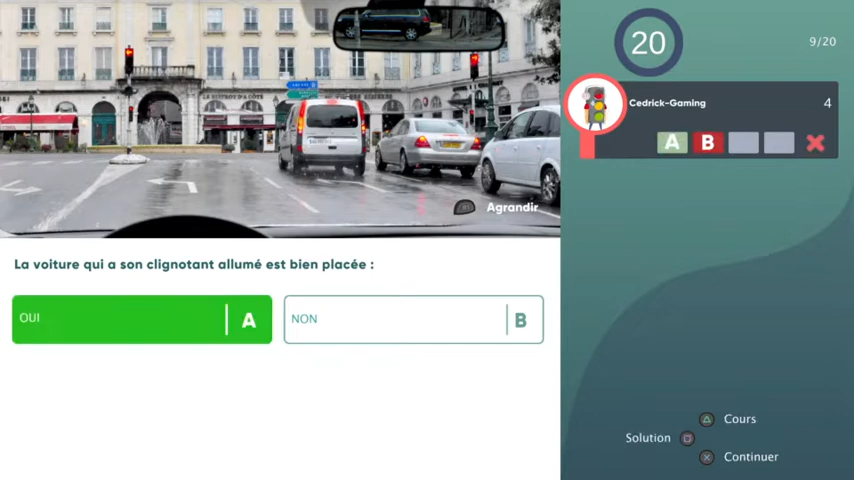 20
9/20
Cedrick-Gaming
4
A B
R1 Agrandir
La voiture qui a son clignotant allumé est bien placée :
OUI A
NON B
Cours
Solution
Continuer